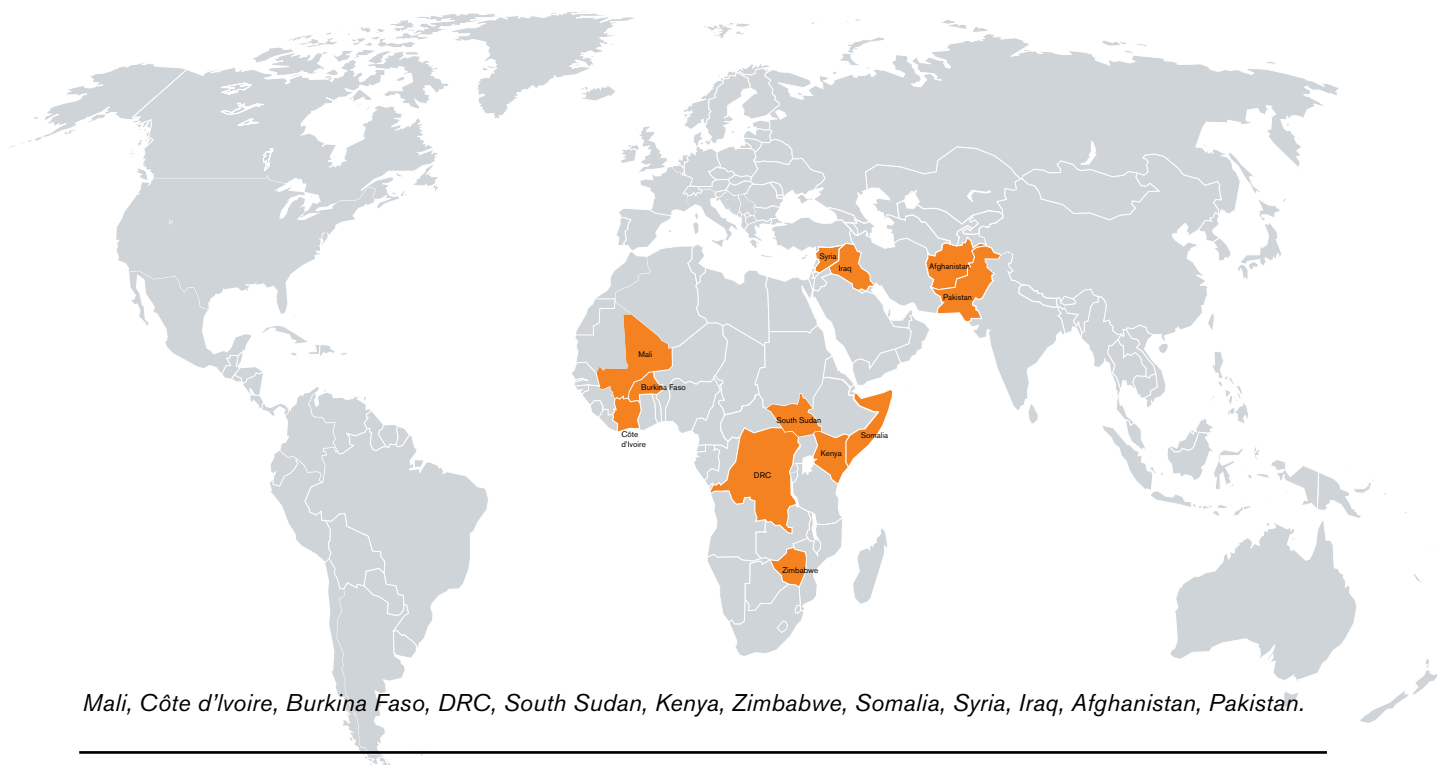 Syria
Iraq
Afghanistan
Pakistan
Mali
Burkina Faso
Côte
d'Ivoire
South Sudan
Somalia
Kenya
DRC
Zimbabwe
Mali, Côte d’Ivoire, Burkina Faso, DRC, South Sudan, Kenya, Zimbabwe, Somalia, Syria, Iraq, Afghanistan, Pakistan.